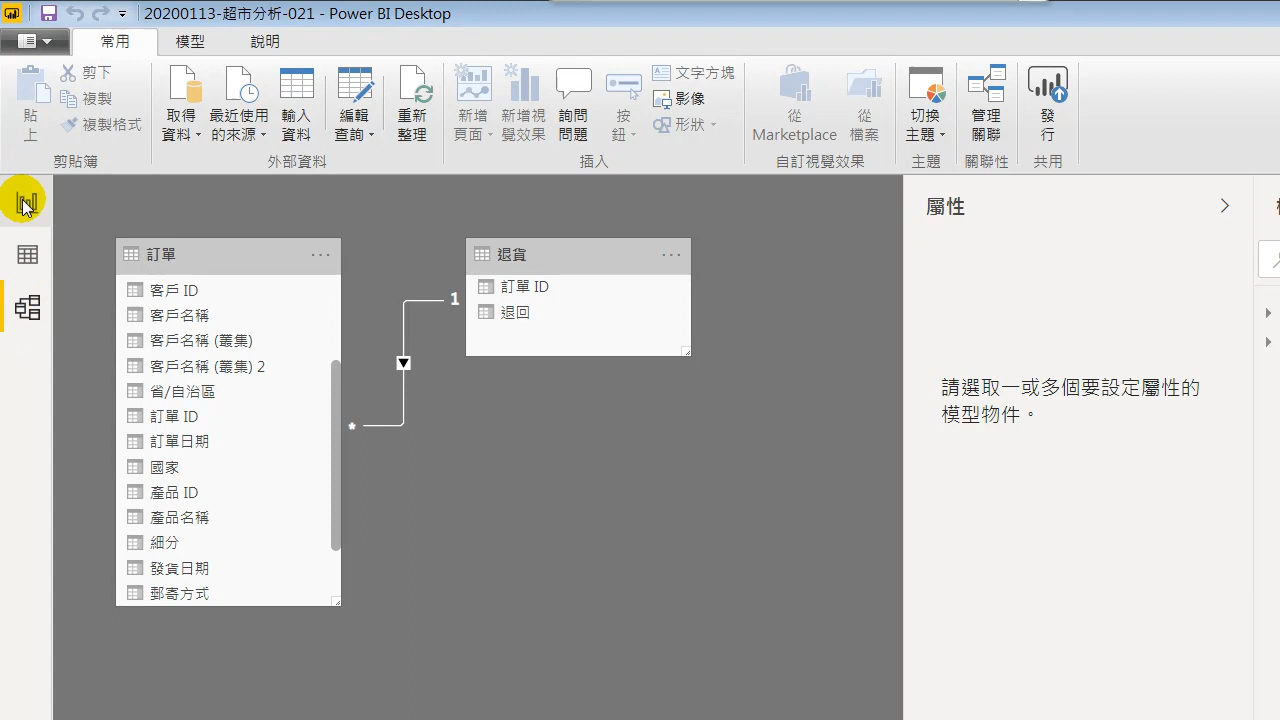 20200113-超市分析-021 - Power BI Desktop
常用
模型
說明
貼上
剪下
複製
複製格式
剪貼簿
取得資料
最近使用的來源
輸入資料
編輯查詢
重新整理
外部資料
新增頁面
新增視覺效果
詢問問題
按鈕
文字方塊
影像
形狀
插入
從 Marketplace
從檔案
自訂視覺效果
切換主題
主題
管理關聯
關聯性
發行
共用
訂單
客戶 ID
客戶名稱
客戶名稱 (叢集)
客戶名稱 (叢集) 2
省/自治區
訂單 ID
訂單日期
國家
產品 ID
產品名稱
細分
發貨日期
郵寄方式
1
*
退貨
訂單 ID
退回
屬性
請選取一或多個要設定屬性的
模型物件。